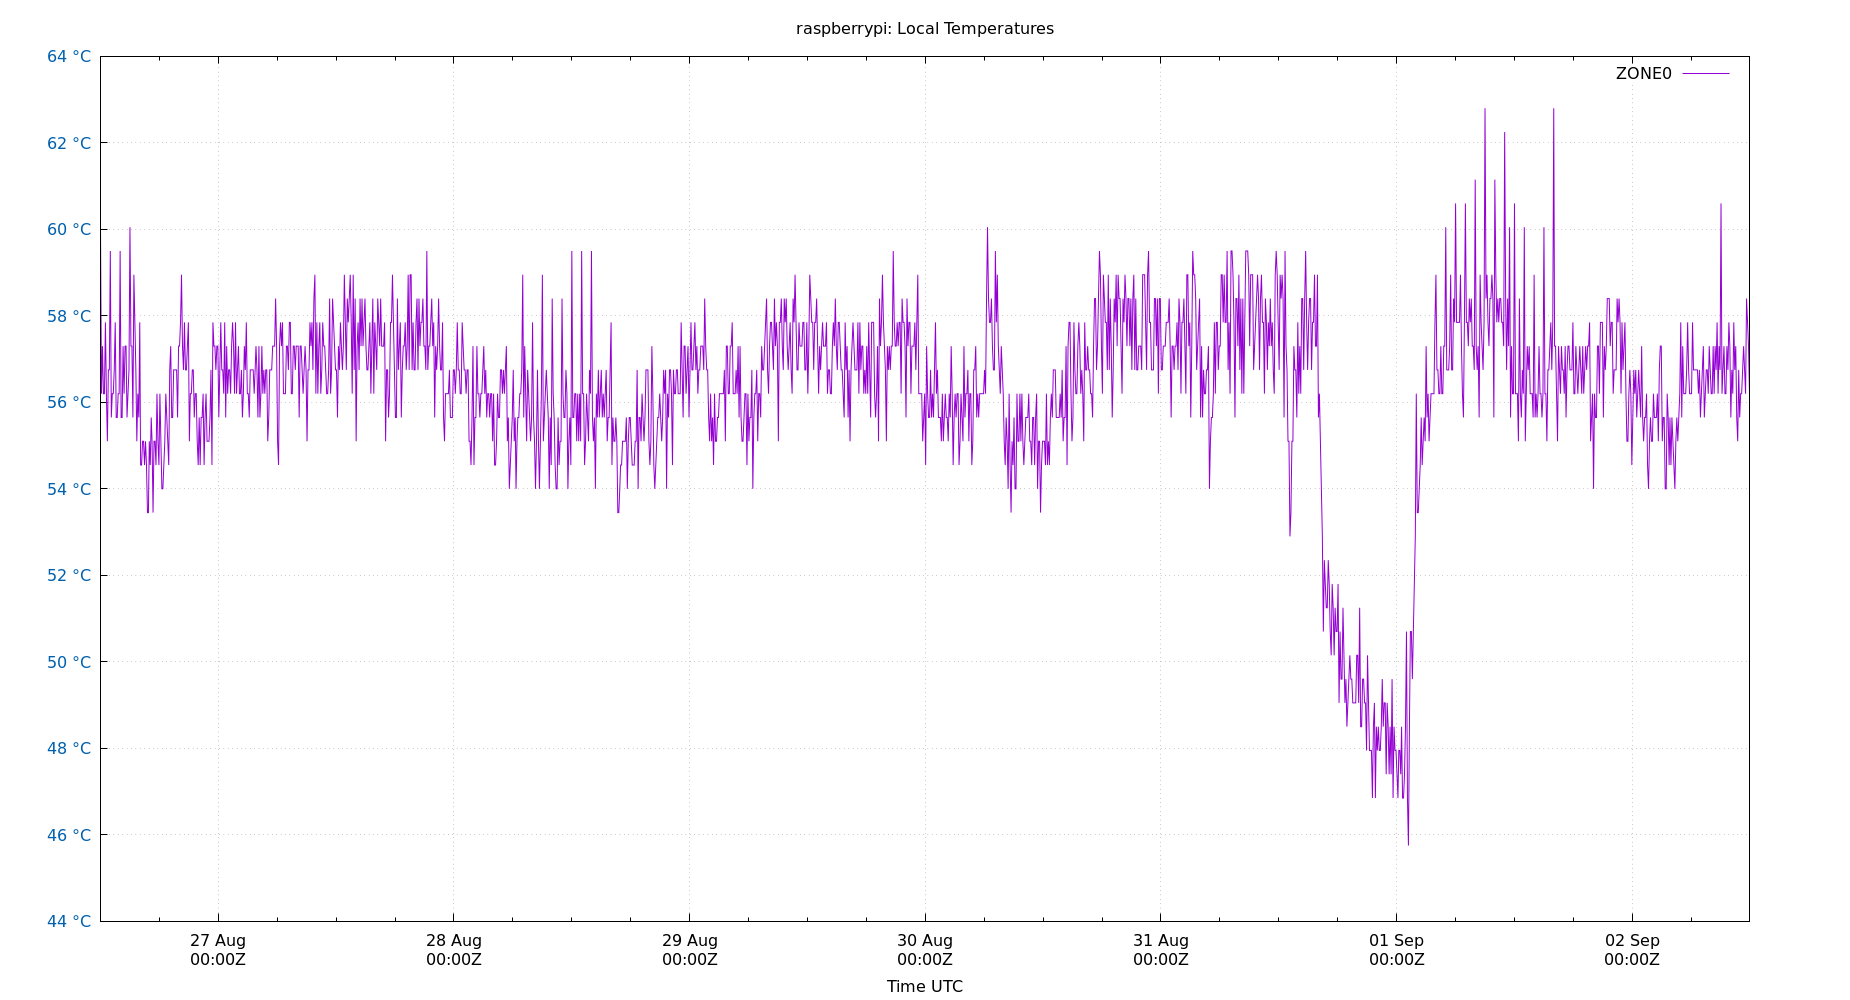 raspberrypi: Local Temperatures
64 °C
ZONE0
62 °C
60 °C
58 °C
56 °C
54 °C
52 °C
50 °C
48 °C
46 °C
44 °C
27 Aug 28 Aug 29 Aug 30 Aug 31 Aug 01 Sep 02 Sep
00:00Z 00:00Z 00:00Z 00:00Z 00:00Z 00:00Z 00:00Z
Time UTC